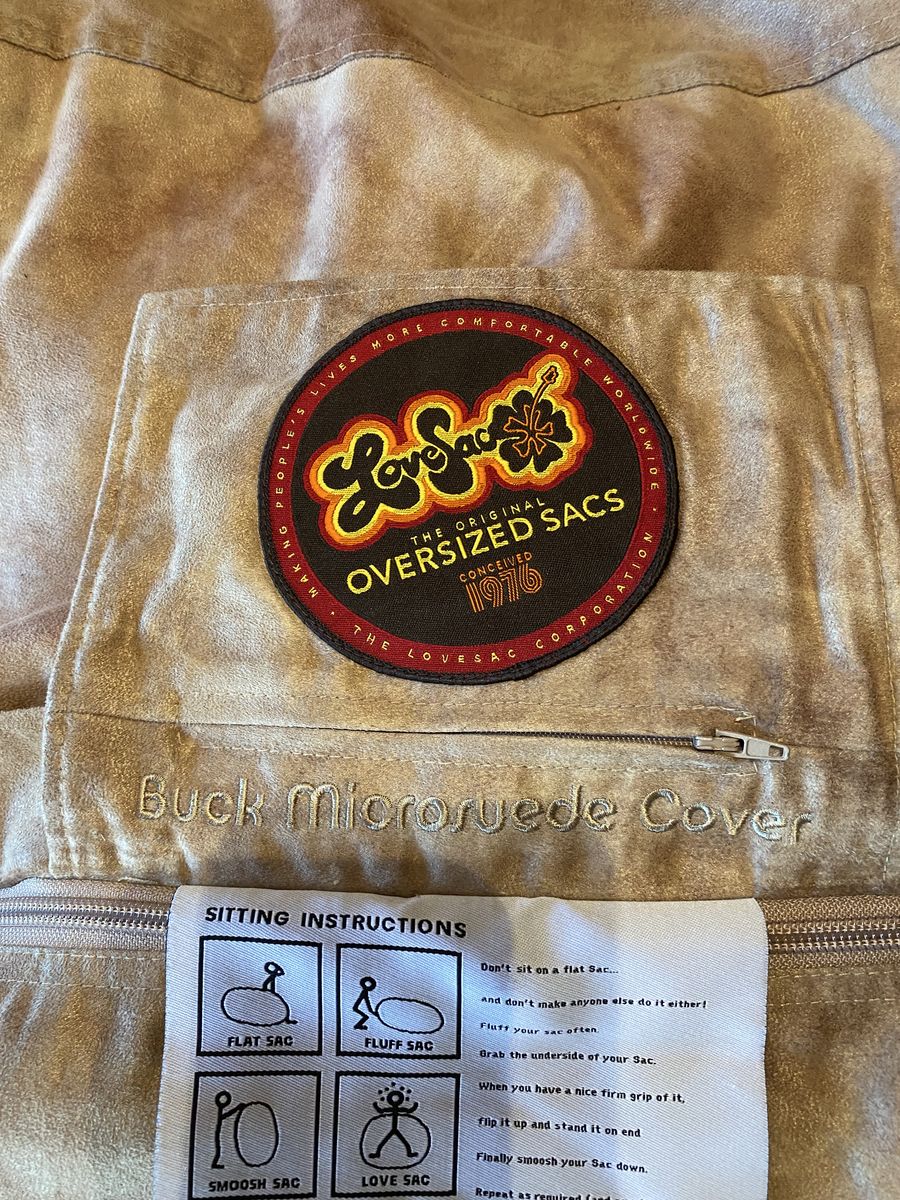 MAKING PEOPLE'S LIVES MORE COMFORTABLE WORLDWIDE
LoveSac
THE ORIGINAL
OVERSIZED SACS
CONCEIVED
1976
THE LOVESAC CORPORATION
Buck Microsuede Cover
SITTING INSTRUCTIONS
FLAT SAC
FLUFF SAC
SMOOSH SAC
LOVE SAC
Don't sit on a flat Sac...
and don't make anyone else do it either!
Fluff your sac often.
Grab the underside of your Sac.
When you have a nice firm grip of it,
flip it up and stand it on end
Finally smoosh your Sac down.
Repeat as required (and